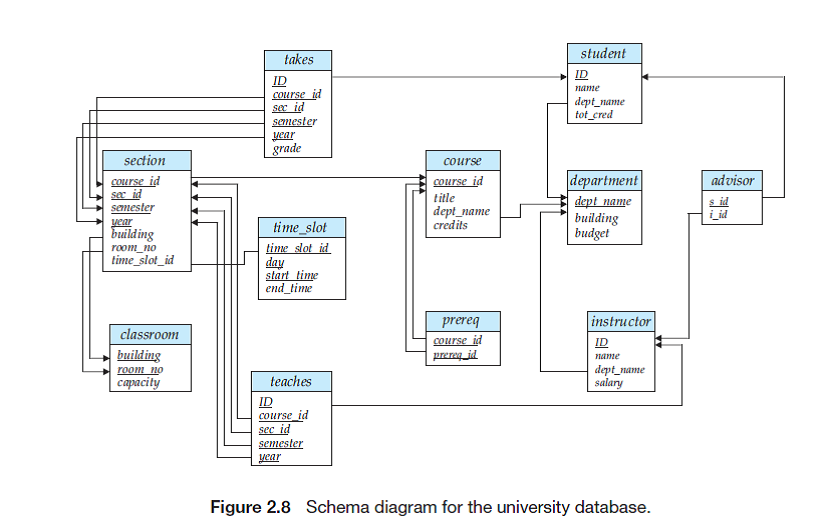 takes
ID
course_id
sec_id
semester
year
grade
student
ID
name
dept_name
tot_cred
section
course_id
sec_id
semester
year
building
room_no
time_slot_id
course
course_id
title
dept_name
credits
department
dept_name
building
budget
advisor
s_id
i_id
time_slot
time_slot_id
day
start_time
end_time
prereq
course_id
prereq_id
instructor
ID
name
dept_name
salary
classroom
building
room_no
capacity
teaches
ID
course_id
sec_id
semester
year
Figure 2.8 Schema diagram for the university database.